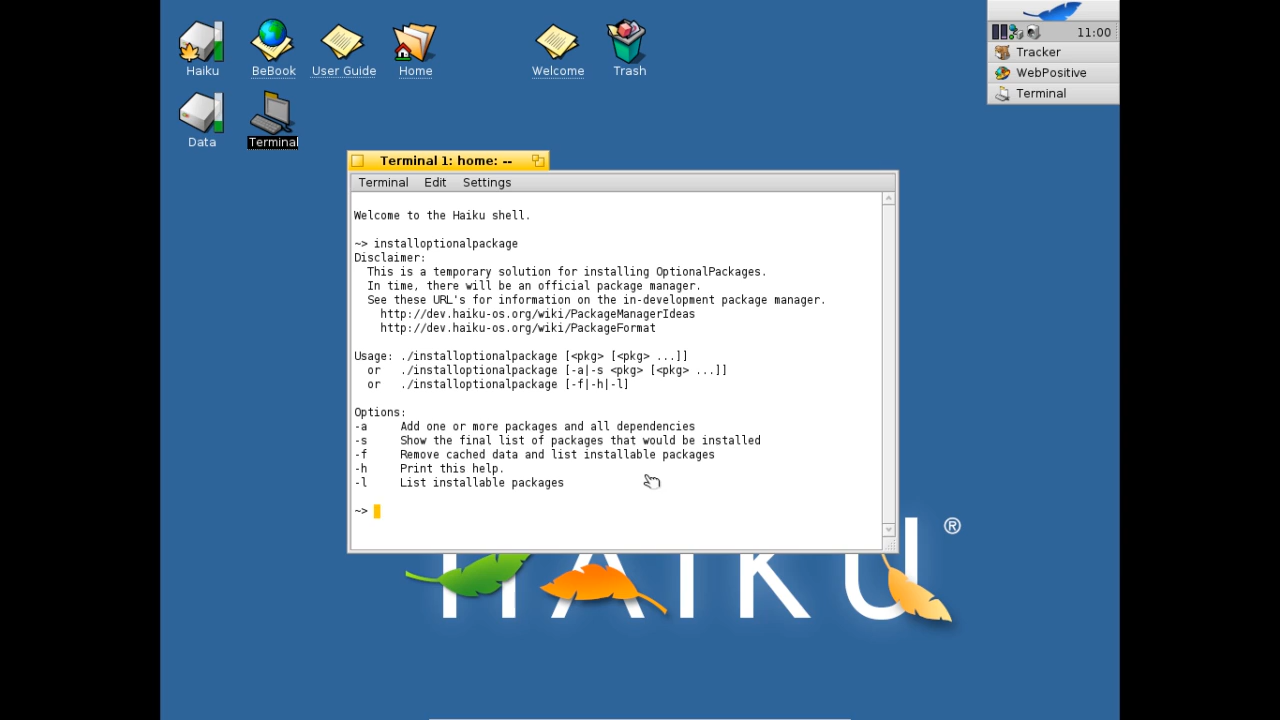 Haiku
BeBook
User Guide
Home
Welcome
Trash
Data
Terminal
11:00
Tracker
WebPositive
Terminal
Terminal 1: home: --
Terminal Edit Settings
Welcome to the Haiku shell.
~> installoptionalpackage
Disclaimer:
This is a temporary solution for installing OptionalPackages.
In time, there will be an official package manager.
See these URL's for information on the in-development package manager.
http://dev.haiku-os.org/wiki/PackageManagerIdeas
http://dev.haiku-os.org/wiki/PackageFormat
Usage: ./installoptionalpackage [<pkg> [<pkg> ...]]
or ./installoptionalpackage [-a|-s <pkg> [<pkg> ...]]
or ./installoptionalpackage [-f|-h|-l]
Options:
-a Add one or more packages and all dependencies
-s Show the final list of packages that would be installed
-f Remove cached data and list installable packages
-h Print this help.
-l List installable packages
~>
HAIKU®